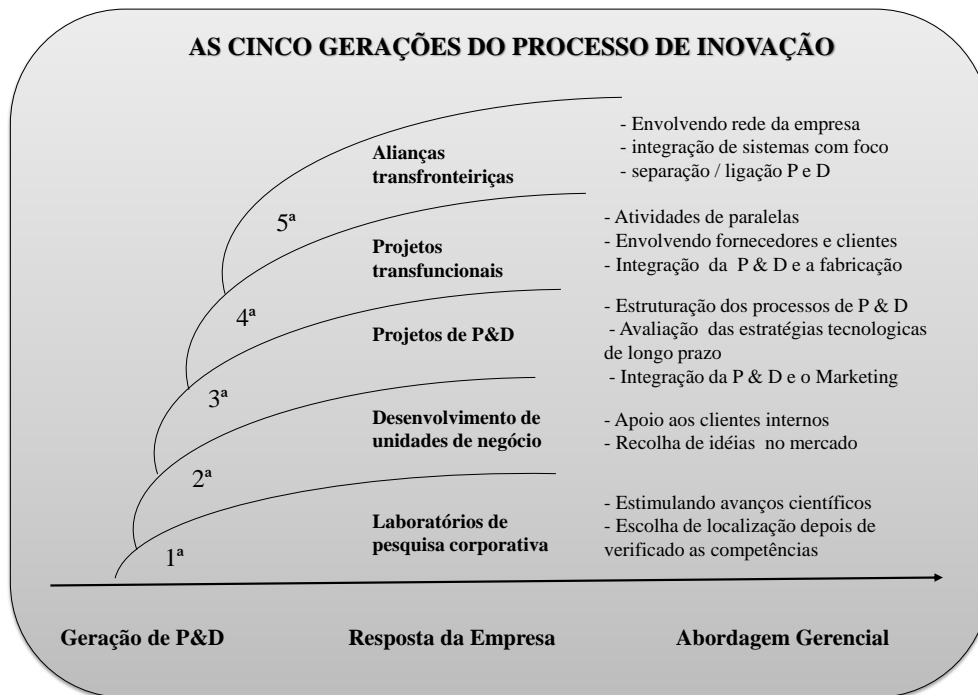 AS CINCO GERAÇÕES DO PROCESSO DE INOVAÇÃO
5ª
Alianças
transfronteiriças
- Envolvendo rede da empresa
- integração de sistemas com foco
- separação / ligação P e D
4ª
Projetos
transfuncionais
- Atividades de paralelas
- Envolvendo fornecedores e clientes
- Integração da P & D e a fabricação
3ª
Projetos de P&D
- Estruturação dos processos de P & D
- Avaliação das estratégias tecnologicas
de longo prazo
- Integração da P & D e o Marketing
2ª
Desenvolvimento de
unidades de negócio
- Apoio aos clientes internos
- Recolha de idéias no mercado
1ª
Laboratórios de
pesquisa corporativa
- Estimulando avanços científicos
- Escolha de localização depois de
verificado as competências
Geração de P&D
Resposta da Empresa
Abordagem Gerencial